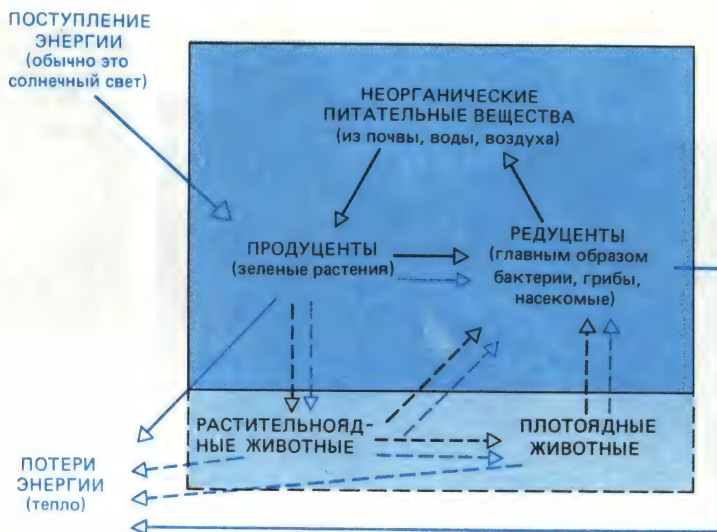 ПОСТУПЛЕНИЕ
ЭНЕРГИИ
(обычно это
солнечный свет)
НЕОРГАНИЧЕСКИЕ
ПИТАТЕЛЬНЫЕ ВЕЩЕСТВА
(из почвы, воды, воздуха)
ПРОДУЦЕНТЫ
(зеленые растения)
РЕДУЦЕНТЫ
(главным образом
бактерии, грибы,
насекомые)
РАСТИТЕЛЬНОЯД-
НЫЕ ЖИВОТНЫЕ
ПЛОТОЯДНЫЕ
ЖИВОТНЫЕ
ПОТЕРИ
ЭНЕРГИИ
(тепло)